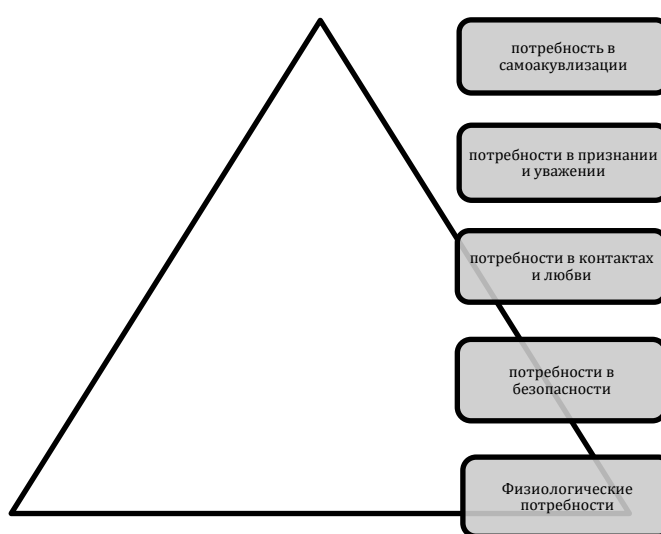 потребность в
самоакувлизации
потребности в признании
и уважении
потребности в контактах
и любви
потребности в
безопасности
Физиологические
потребности